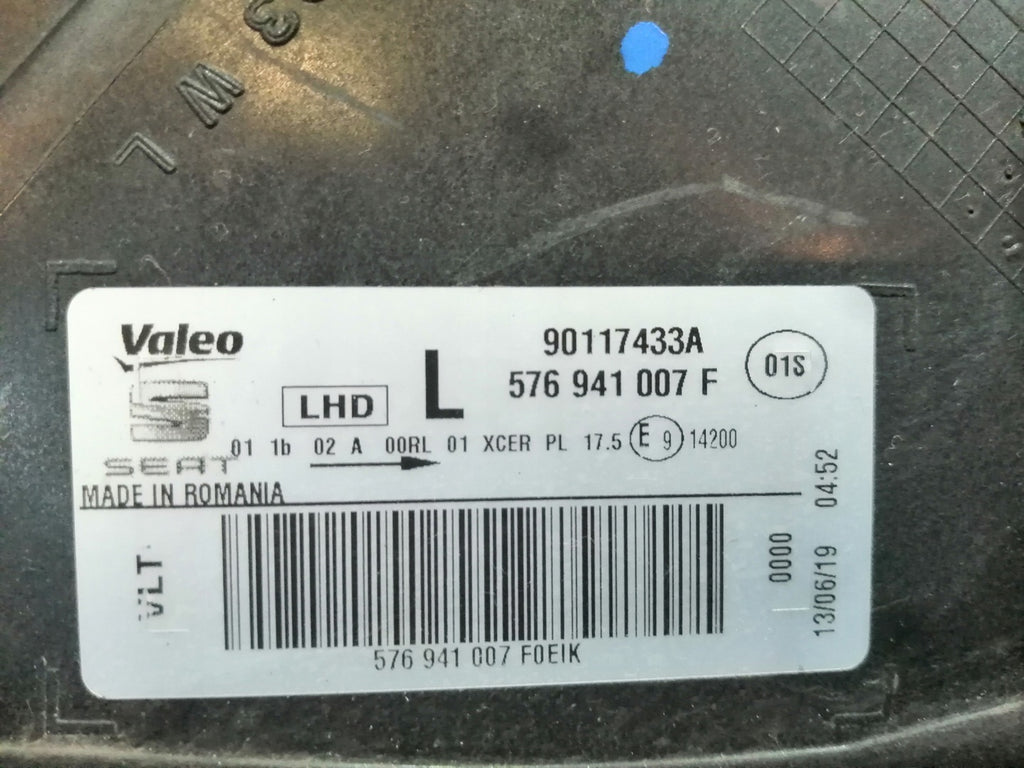 3
W
L
Valeo
SEAT
LHD
L
90117433A
576 941 007 F
01S
01 1b 02 A 00RL 01 XCER PL 17.5 E 9 14200
MADE IN ROMANIA
VLT
576 941 007 F0EIK
0000
13/06/19 04:52